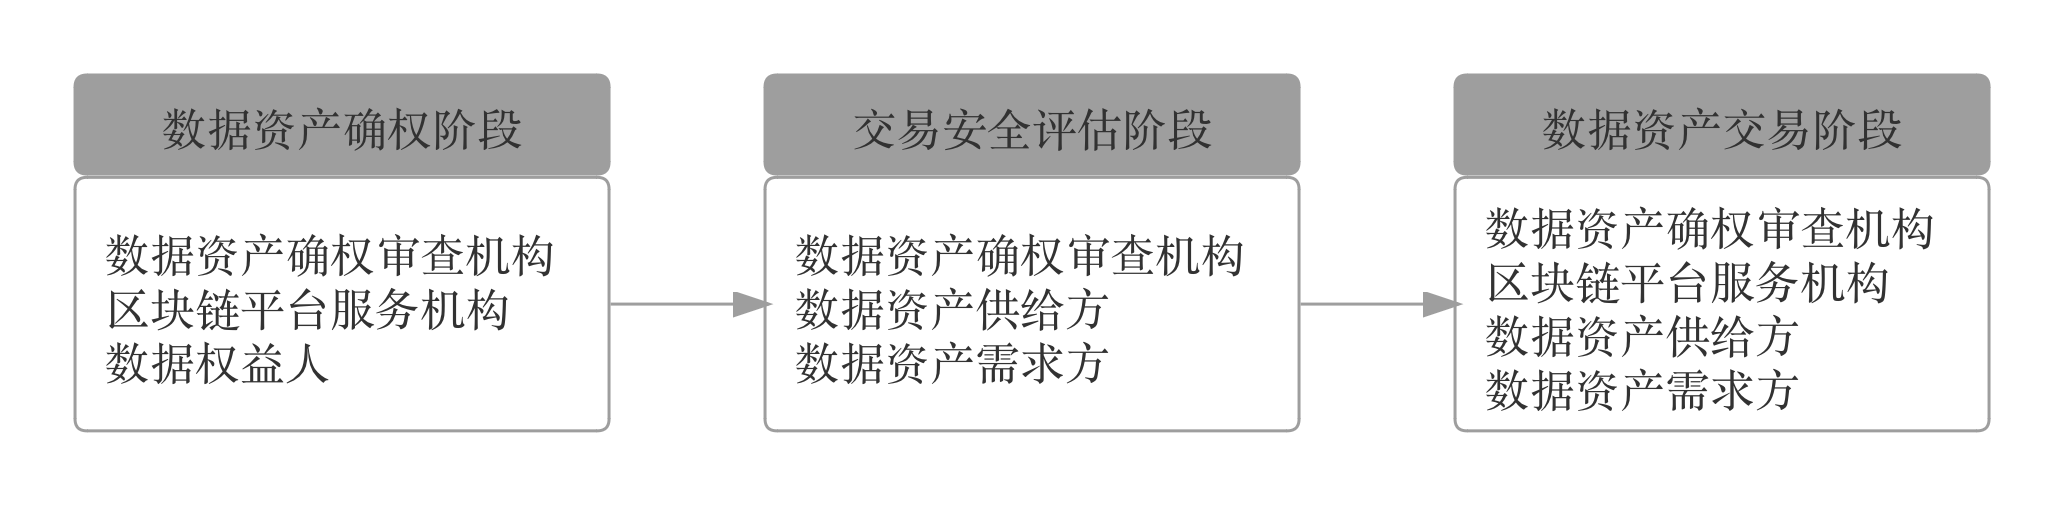 数据资产确权阶段
数据资产确权审查机构
区块链平台服务机构
数据权益人
交易安全评估阶段
数据资产确权审查机构
数据资产供给方
数据资产需求方
数据资产交易阶段
数据资产确权审查机构
区块链平台服务机构
数据资产供给方
数据资产需求方